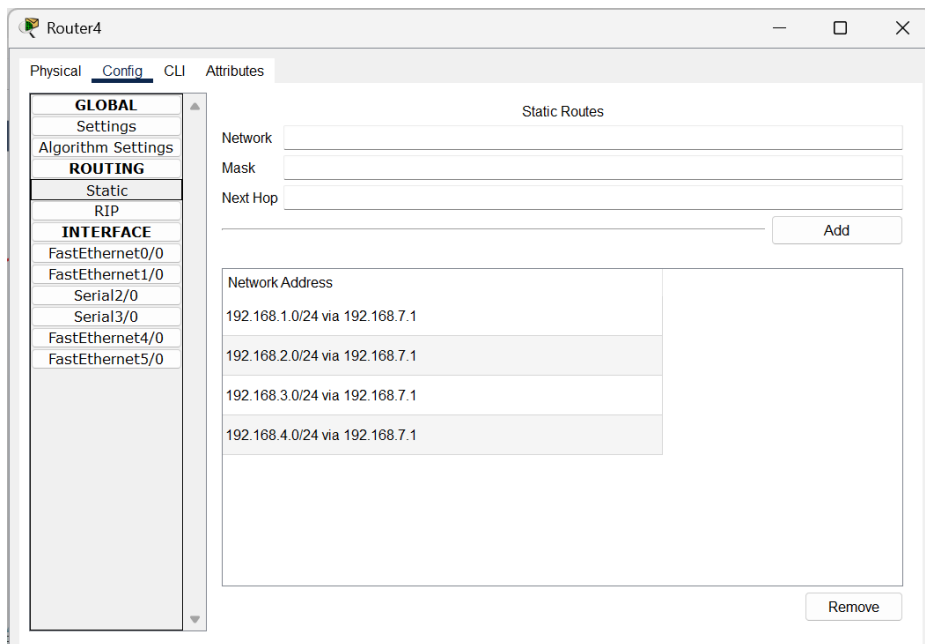 Router4
Physical Config CLI Attributes
GLOBAL
Settings
Algorithm Settings
ROUTING
Static
RIP
INTERFACE
FastEthernet0/0
FastEthernet1/0
Serial2/0
Serial3/0
FastEthernet4/0
FastEthernet5/0
Static Routes
Network
Mask
Next Hop
Add
Network Address
192.168.1.0/24 via 192.168.7.1
192.168.2.0/24 via 192.168.7.1
192.168.3.0/24 via 192.168.7.1
192.168.4.0/24 via 192.168.7.1
Remove